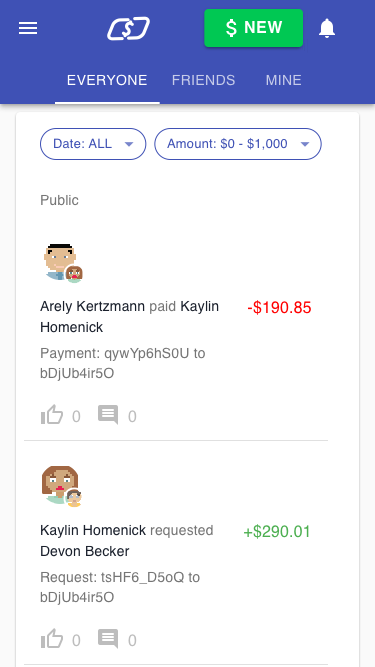 $ NEW
EVERYONE FRIENDS MINE
Date: ALL Amount: $0 - $1,000
Public
Arely Kertzmann paid Kaylin
Homenick
-$190.85
Payment: qywYp6hS0U to
bDjUb4ir5O
0 0
Kaylin Homenick requested
Devon Becker
+$290.01
Request: tsHF6_D5oQ to
bDjUb4ir5O
0 0